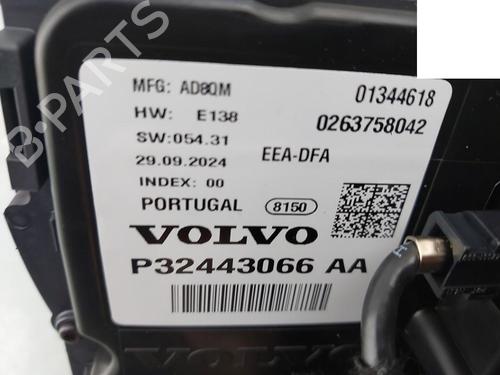 MFG: AD8QM 01344618
HW: E138 0263758042
SW:054.31
29.09.2024 EEA-DFA
INDEX: 00
PORTUGAL 8150
VOLVO
P32443066 AA
VOLVO
B-PARTS